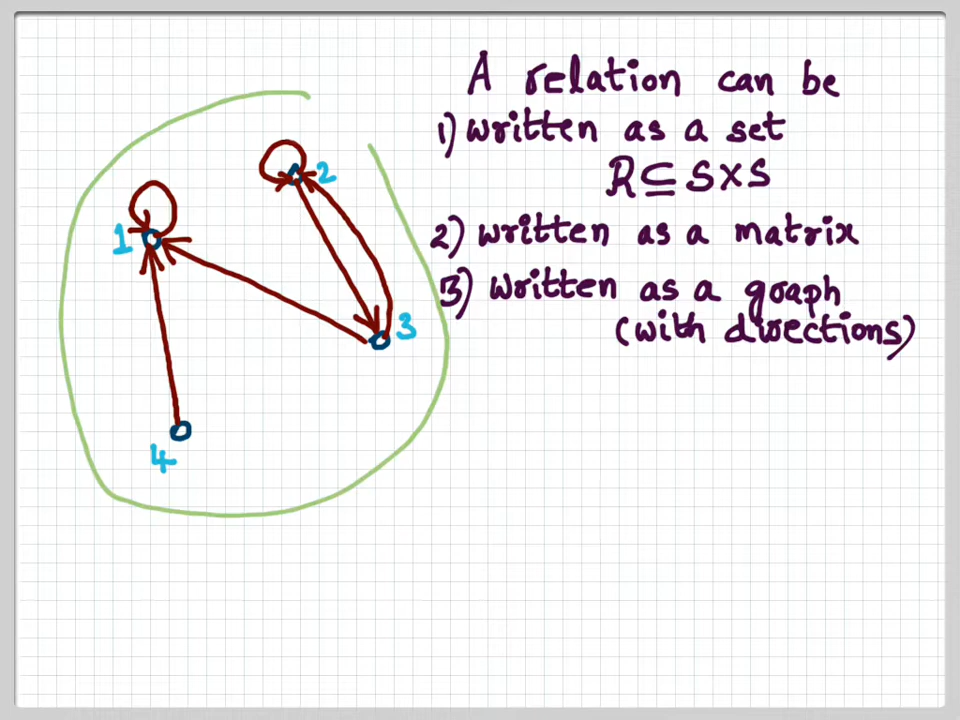 A relation can be
1) written as a set
R ⊆ S×S
2) written as a matrix
3) written as a graph
(with directions)
1
2
3
4